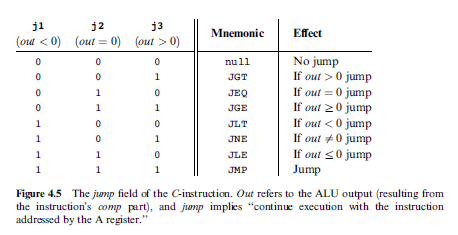 j1 j2 j3 Mnemonic Effect
(out < 0) (out = 0) (out > 0)
0 0 0 null No jump
0 0 1 JGT If out > 0 jump
0 1 0 JEQ If out = 0 jump
0 1 1 JGE If out ≥ 0 jump
1 0 0 JLT If out < 0 jump
1 0 1 JNE If out ≠ 0 jump
1 1 0 JLE If out ≤ 0 jump
1 1 1 JMP Jump
Figure 4.5 The jump field of the C-instruction. Out refers to the ALU output (resulting from
the instruction's comp part), and jump implies “continue execution with the instruction
addressed by the A register.”